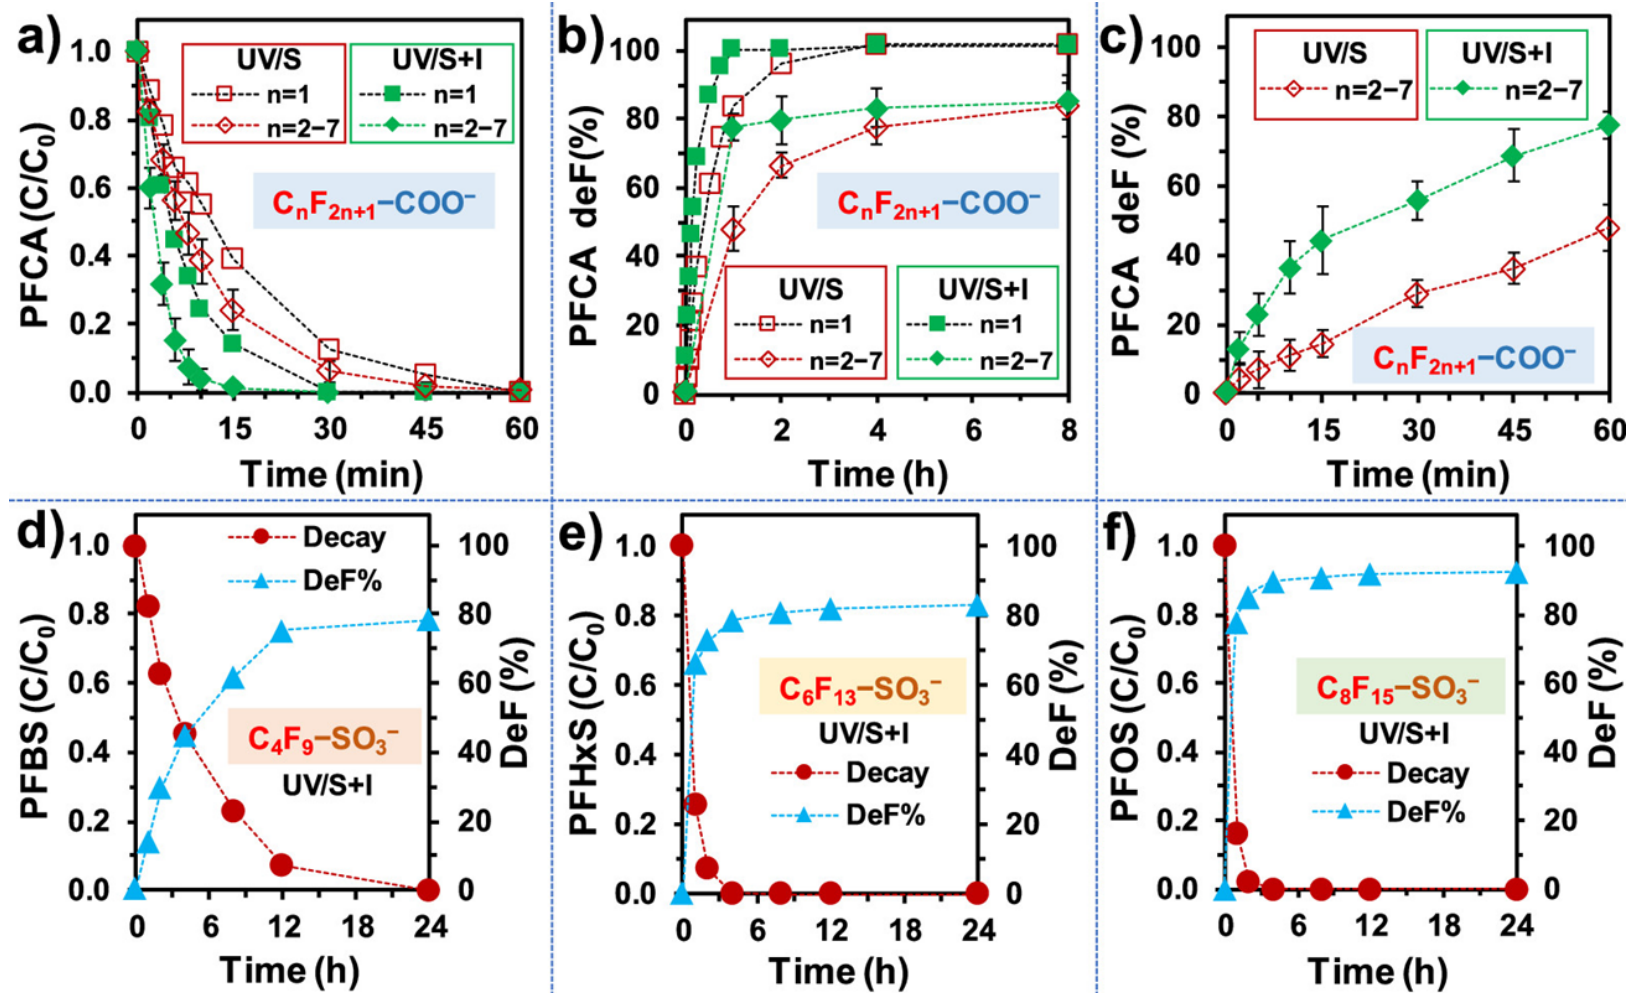 a)
PFCA (C/C0)
1.0
0.8
0.6
0.4
0.2
0.0
UV/S
n=1
n=2–7
UV/S+I
n=1
n=2–7
CnF2n+1–COO–
0 15 30 45 60
Time (min)
b)
PFCA deF(%)
100
80
60
40
20
0
CnF2n+1–COO–
UV/S
n=1
n=2–7
UV/S+I
n=1
n=2–7
0 2 4 6 8
Time (h)
c)
PFCA deF (%)
100
80
60
40
20
0
UV/S
n=2–7
UV/S+I
n=2–7
CnF2n+1–COO–
0 15 30 45 60
Time (min)
d)
PFBS (C/C0)
1.0
0.8
0.6
0.4
0.2
0.0
Decay
DeF%
C4F9–SO3–
UV/S+I
100
80
60
40
20
0
DeF (%)
0 6 12 18 24
Time (h)
e)
PFHxS (C/C0)
1.0
0.8
0.6
0.4
0.2
0.0
C6F13–SO3–
UV/S+I
Decay
DeF%
100
80
60
40
20
0
DeF (%)
0 6 12 18 24
Time (h)
f)
PFOS (C/C0)
1.0
0.8
0.6
0.4
0.2
0.0
C8F15–SO3–
UV/S+I
Decay
DeF%
100
80
60
40
20
0
DeF (%)
0 6 12 18 24
Time (h)